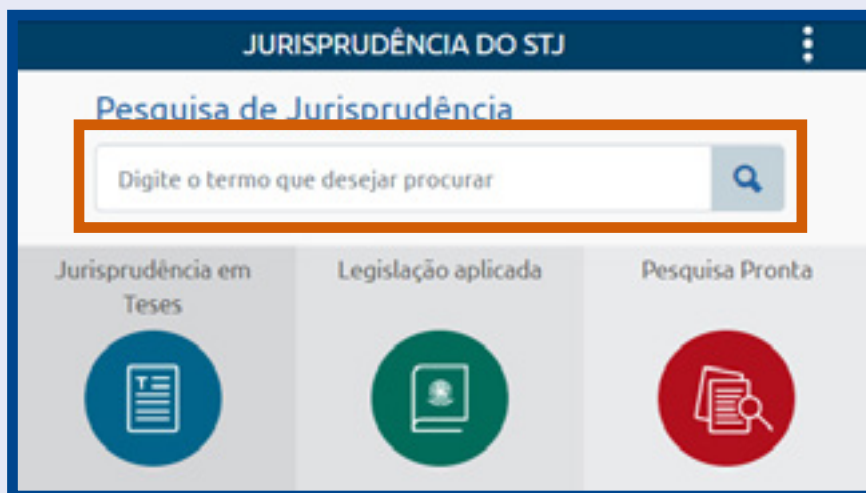 JURISPRUDÊNCIA DO STJ
Pesquisa de Jurisprudência
Digite o termo que desejar procurar
Jurisprudência em
Teses
Legislação aplicada
Pesquisa Pronta